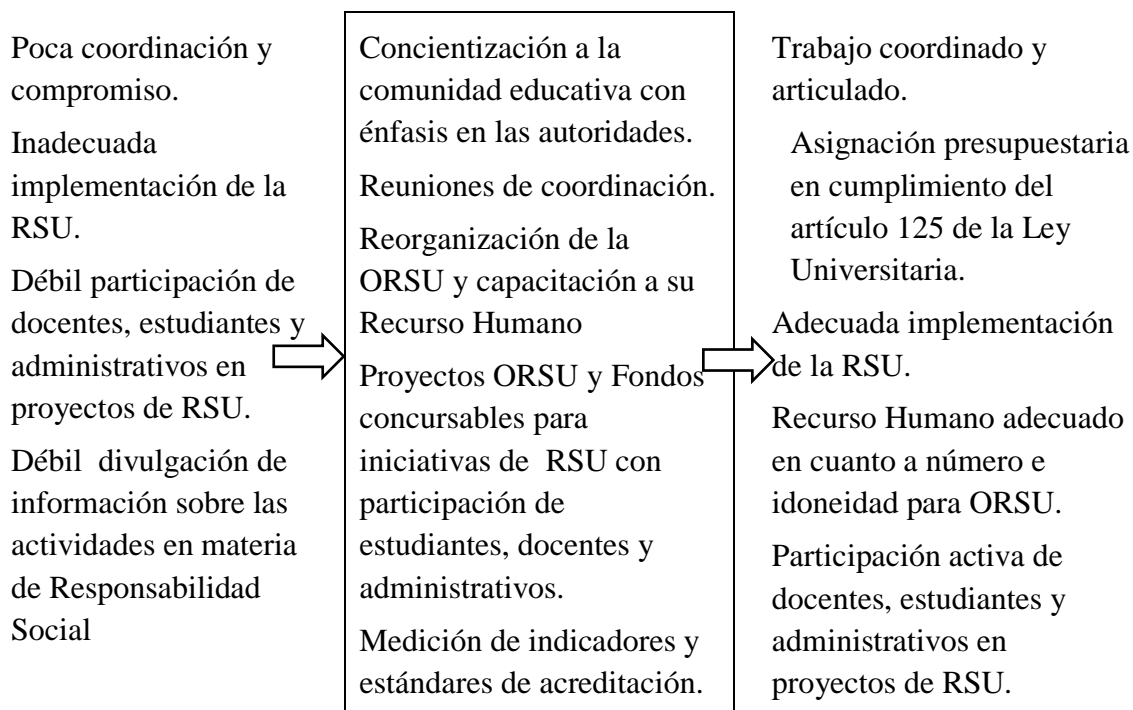 Poca coordinación y
compromiso.
Inadecuada
implementación de la
RSU.
Débil participación de
docentes, estudiantes y
administrativos en
proyectos de RSU.
Débil  divulgación de
información sobre las
actividades en materia
de Responsabilidad
Social
Concientización a la
comunidad educativa con
énfasis en las autoridades.
Reuniones de coordinación.
Reorganización de la
ORSU y capacitación a su
Recurso Humano
Proyectos ORSU y Fondos
concursables para
iniciativas de  RSU con
participación de
estudiantes, docentes y
administrativos.
Medición de indicadores y
estándares de acreditación.
Trabajo coordinado y
articulado.
Asignación presupuestaria
en cumplimiento del
artículo 125 de la Ley
Universitaria.
Adecuada implementación
de la RSU.
Recurso Humano adecuado
en cuanto a número e
idoneidad para ORSU.
Participación activa de
docentes, estudiantes y
administrativos en
proyectos de RSU.